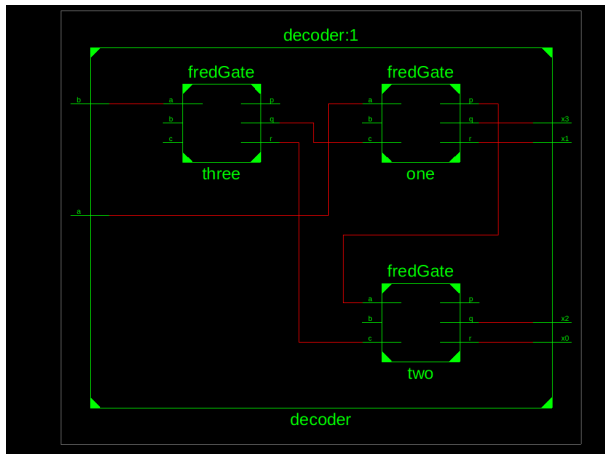 decoder:1
fredGate
fredGate
b
a
p
a
p
b
q
b
q
x3
c
r
c
r
x1
three
one
a
fredGate
a
p
b
q
x2
c
r
x0
two
decoder